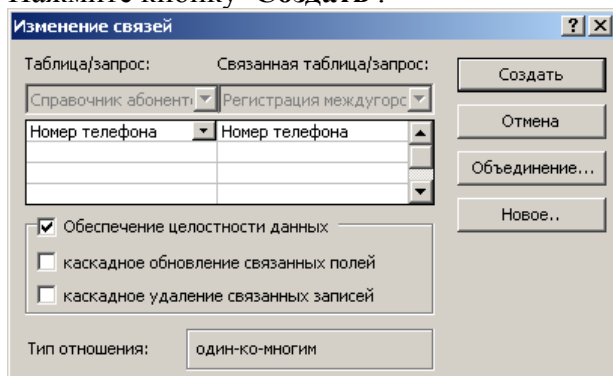 Нажмите кнопку "Создать".
Изменение связей
Таблица/запрос: Связанная таблица/запрос:
Создать
Справочник абоненто Регистрация междугорс
Отмена
Номер телефона Номер телефона
Объединение...
Новое..
Обеспечение целостности данных
каскадное обновление связанных полей
каскадное удаление связанных записей
Тип отношения: один-ко-многим